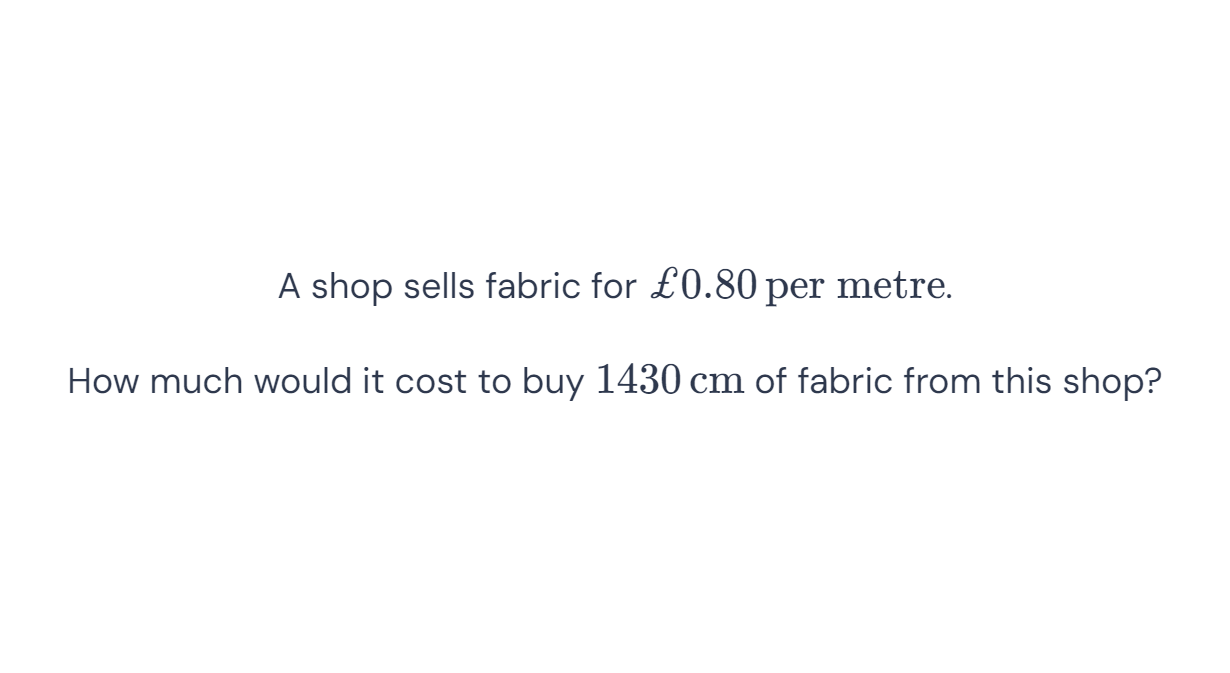 A shop sells fabric for £0.80 per metre.
How much would it cost to buy 1430 cm of fabric from this shop?